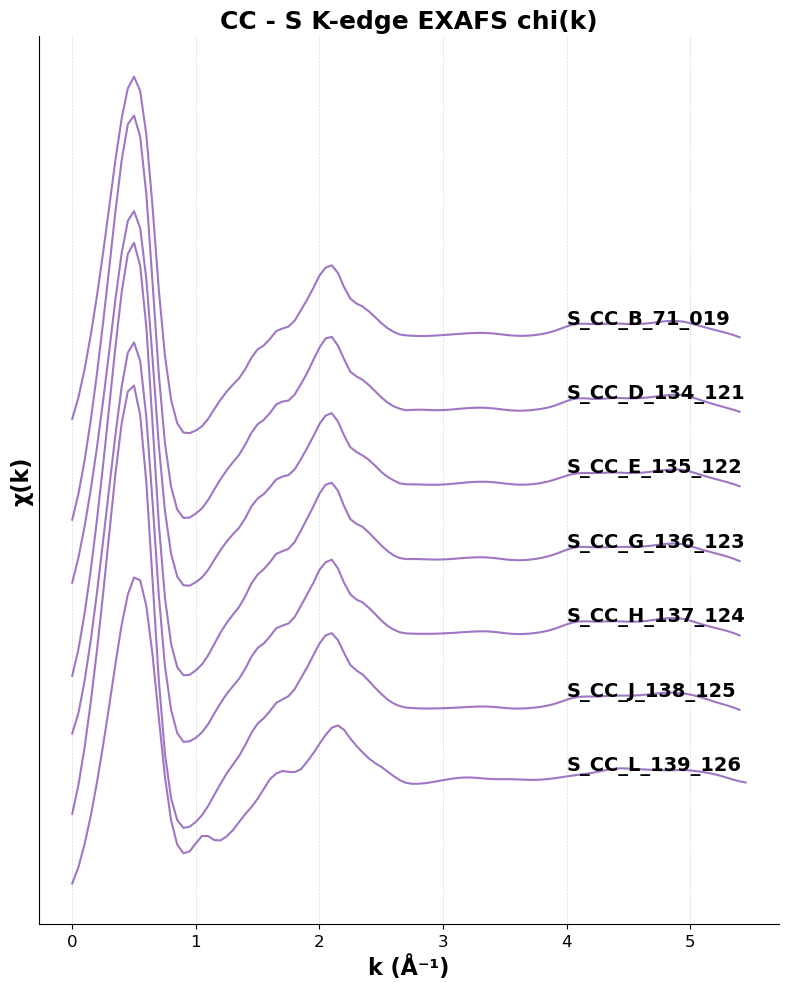 CC - S K-edge EXAFS chi(k)
χ(k)
S_CC_B_71_019
S_CC_D_134_121
S_CC_E_135_122
S_CC_G_136_123
S_CC_H_137_124
S_CC_J_138_125
S_CC_L_139_126
0 1 2 3 4 5
k (Å⁻¹)